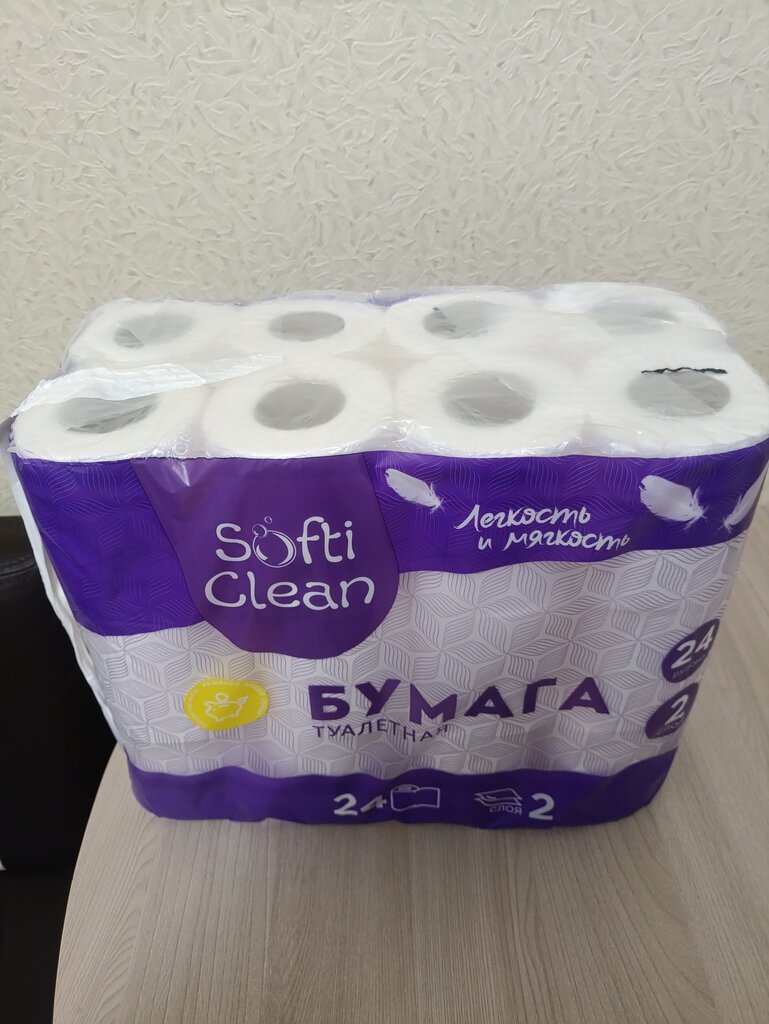 Softi
Clean
Легкость
и мягкость
БУМАГА
ТУАЛЕТНАЯ
24
2
24
СЛОЯ 2